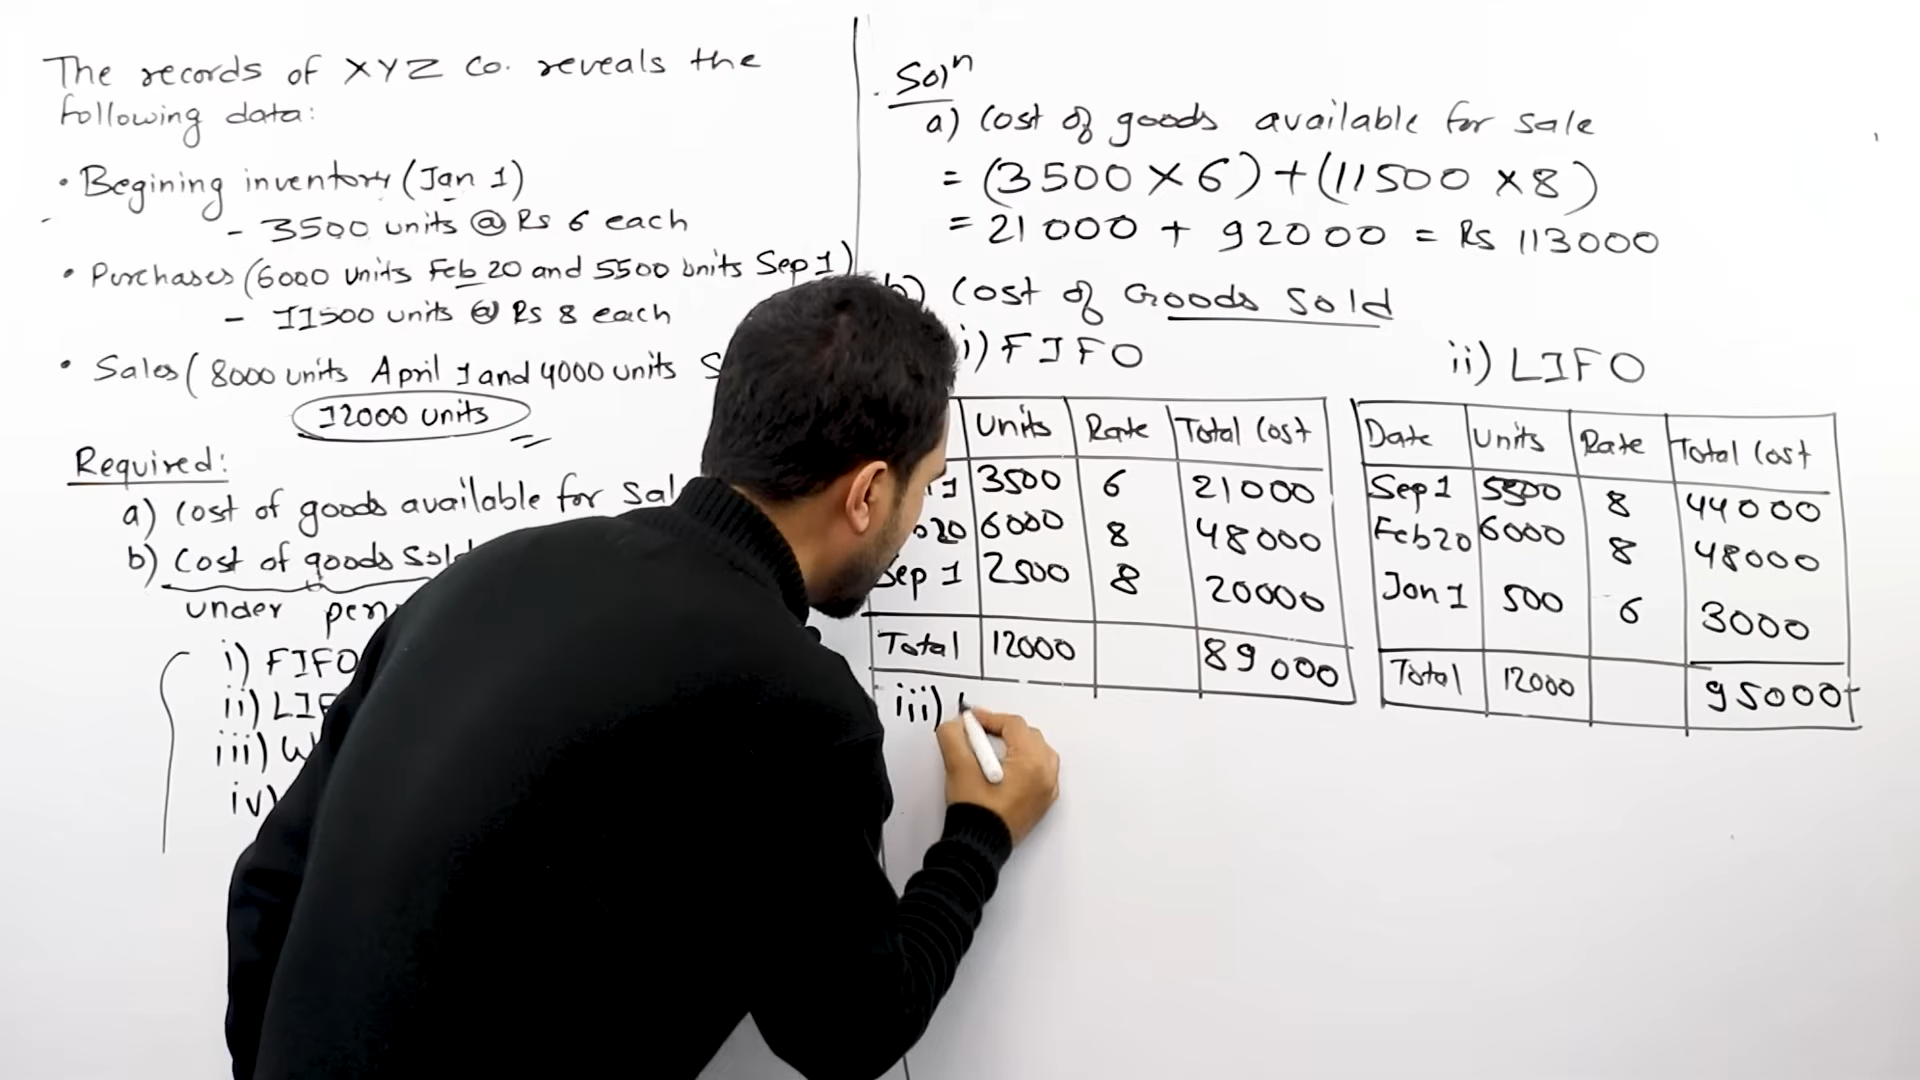 The records of XYZ Co. reveals the
following data:
• Begining inventory (Jan 1)
- 3500 units @ Rs 6 each
• Purchases (6000 units Feb 20 and 5500 units Sep 1)
- 11500 units @ Rs 8 each
• Sales (8000 units April 1 and 4000 units S
12000 units
Required:
a) Cost of goods available for sal
b) Cost of goods sold
under per
i) FIFO
ii) LIF
iii) W
iv)
Solⁿ
a) Cost of goods available for sale
= (3500 × 6) + (11500 × 8)
= 21000 + 92000 = Rs 113000
b) Cost of Goods Sold
i) FIFO
Units Rate Total Cost
1 3500 6 21000
20 6000 8 48000
Sep 1 2500 8 20000
Total 12000 89000
ii) LIFO
Date Units Rate Total Cost
Sep 1 5500 8 44000
Feb 20 6000 8 48000
Jan 1 500 6 3000
Total 12000 95000
iii)